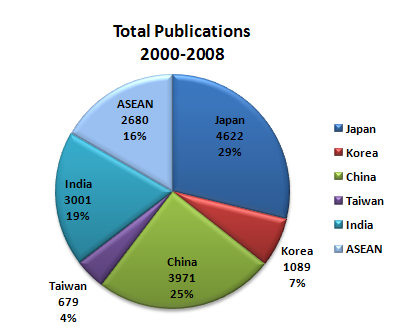 Total Publications
2000-2008
ASEAN
2680
16%
Japan
4622
29%
India
3001
19%
China
3971
25%
Korea
1089
7%
Taiwan
679
4%
Japan
Korea
China
Taiwan
India
ASEAN